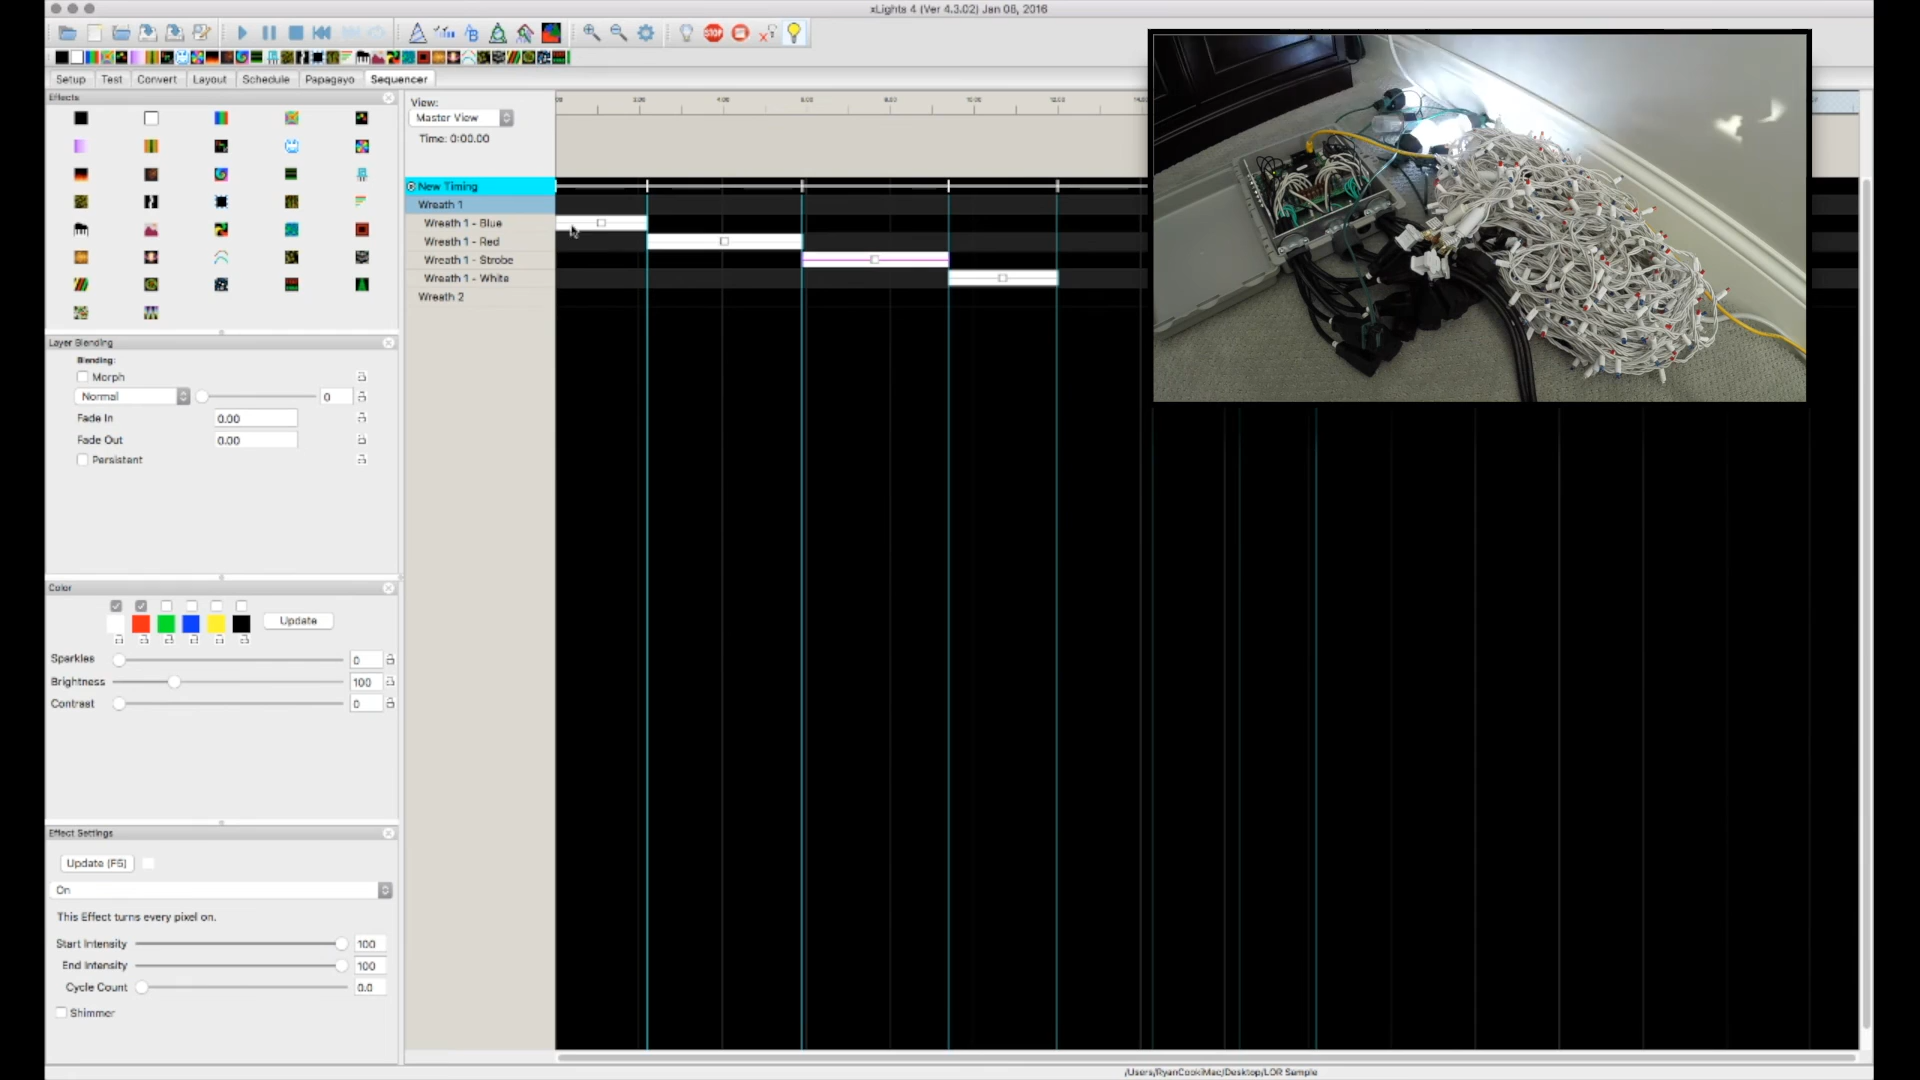 xLights 4 (Ver 4.3.02) Jan 08, 2016
Setup Test Convert Layout Schedule Papagayo Sequencer
Effects
View:
Master View
Time: 0:00.00
New Timing
Wreath 1
Wreath 1 - Blue
Wreath 1 - Red
Wreath 1 - Strobe
Wreath 1 - White
Wreath 2
Layer Blending
Blending:
Morph
Normal 0
Fade In 0.00
Fade Out 0.00
Persistant
Color
Update
Sparkles 0
Brightness 100
Contrast 0
Effect Settings
Update (F5)
On
This Effect turns every pixel on.
Start Intensity 100
End Intensity 100
Cycle Count 0.0
Shimmer
/Users/RyanCookiMac/Desktop/LOR Sample